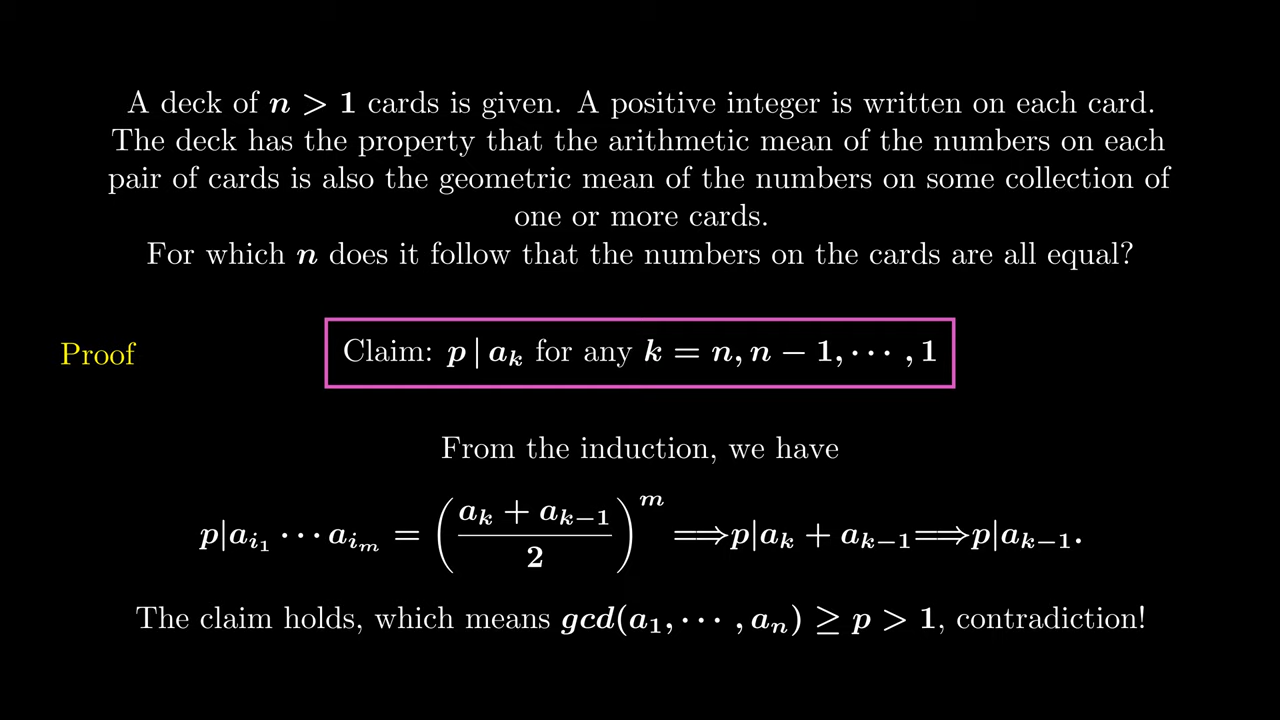 A deck of n > 1 cards is given. A positive integer is written on each card.
The deck has the property that the arithmetic mean of the numbers on each
pair of cards is also the geometric mean of the numbers on some collection of
one or more cards.
For which n does it follow that the numbers on the cards are all equal?
Proof
Claim: p | a_k for any k = n, n − 1, ⋯ , 1
From the induction, we have
p|a_{i_1} ⋯ a_{i_m} = ((a_k + a_{k−1})/2)^m ⟹ p|a_k + a_{k−1} ⟹ p|a_{k−1}.
The claim holds, which means gcd(a_1, ⋯ , a_n) ≥ p > 1, contradiction!